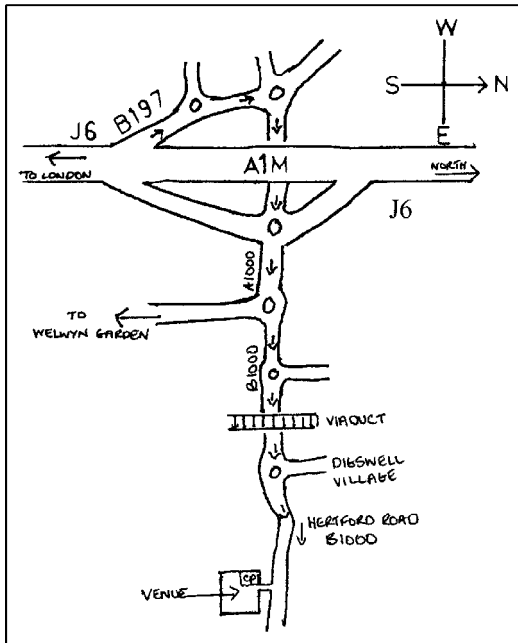 W
S N
E
J6 B197
TO LONDON
A1M
NORTH
J6
A1000
TO
WELWYN GARDEN
B1000
VIADUCT
DIGSWELL
VILLAGE
HERTFORD ROAD
B1000
CP
VENUE